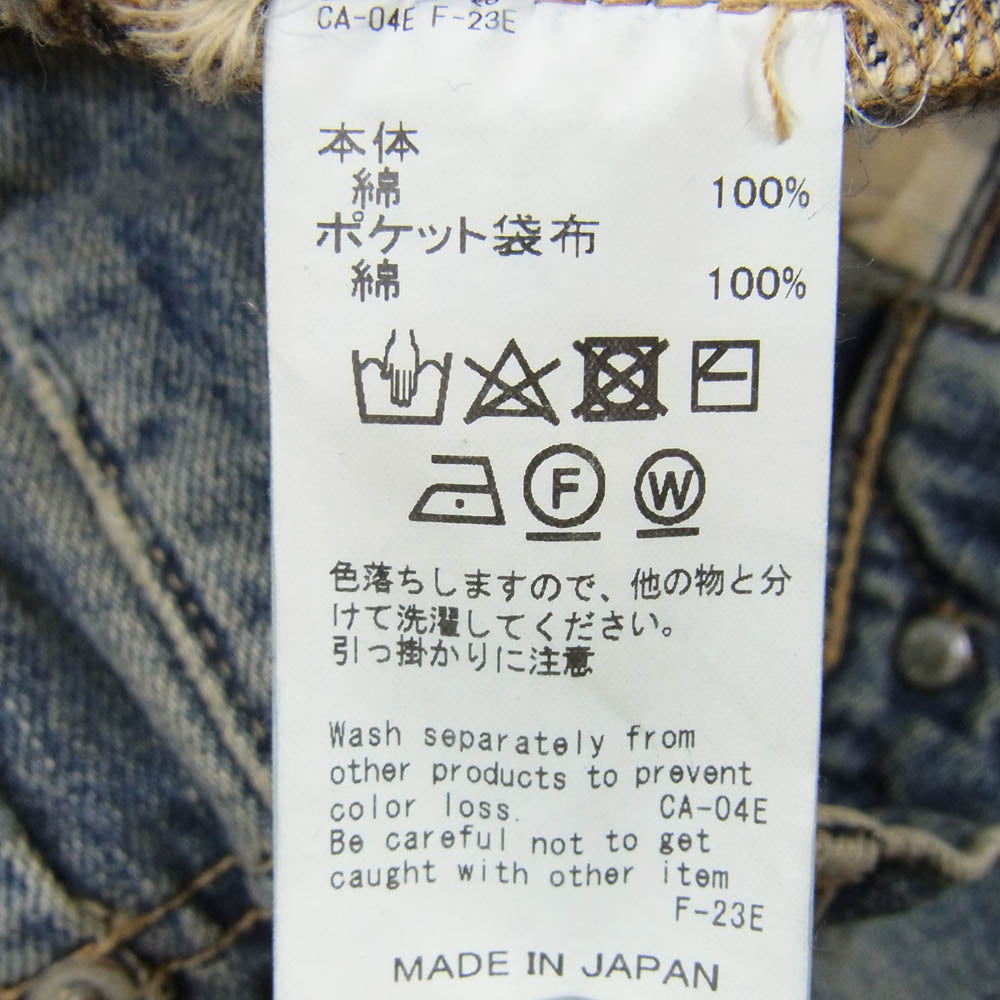 CA-04E F-23E
本体
綿 100%
ポケット袋布
綿 100%
F W
色落ちしますので、他の物と分
けて洗濯してください。
引っ掛かりに注意
Wash separately from
other products to prevent
color loss. CA-04E
Be careful not to get
caught with other item
F-23E
MADE IN JAPAN